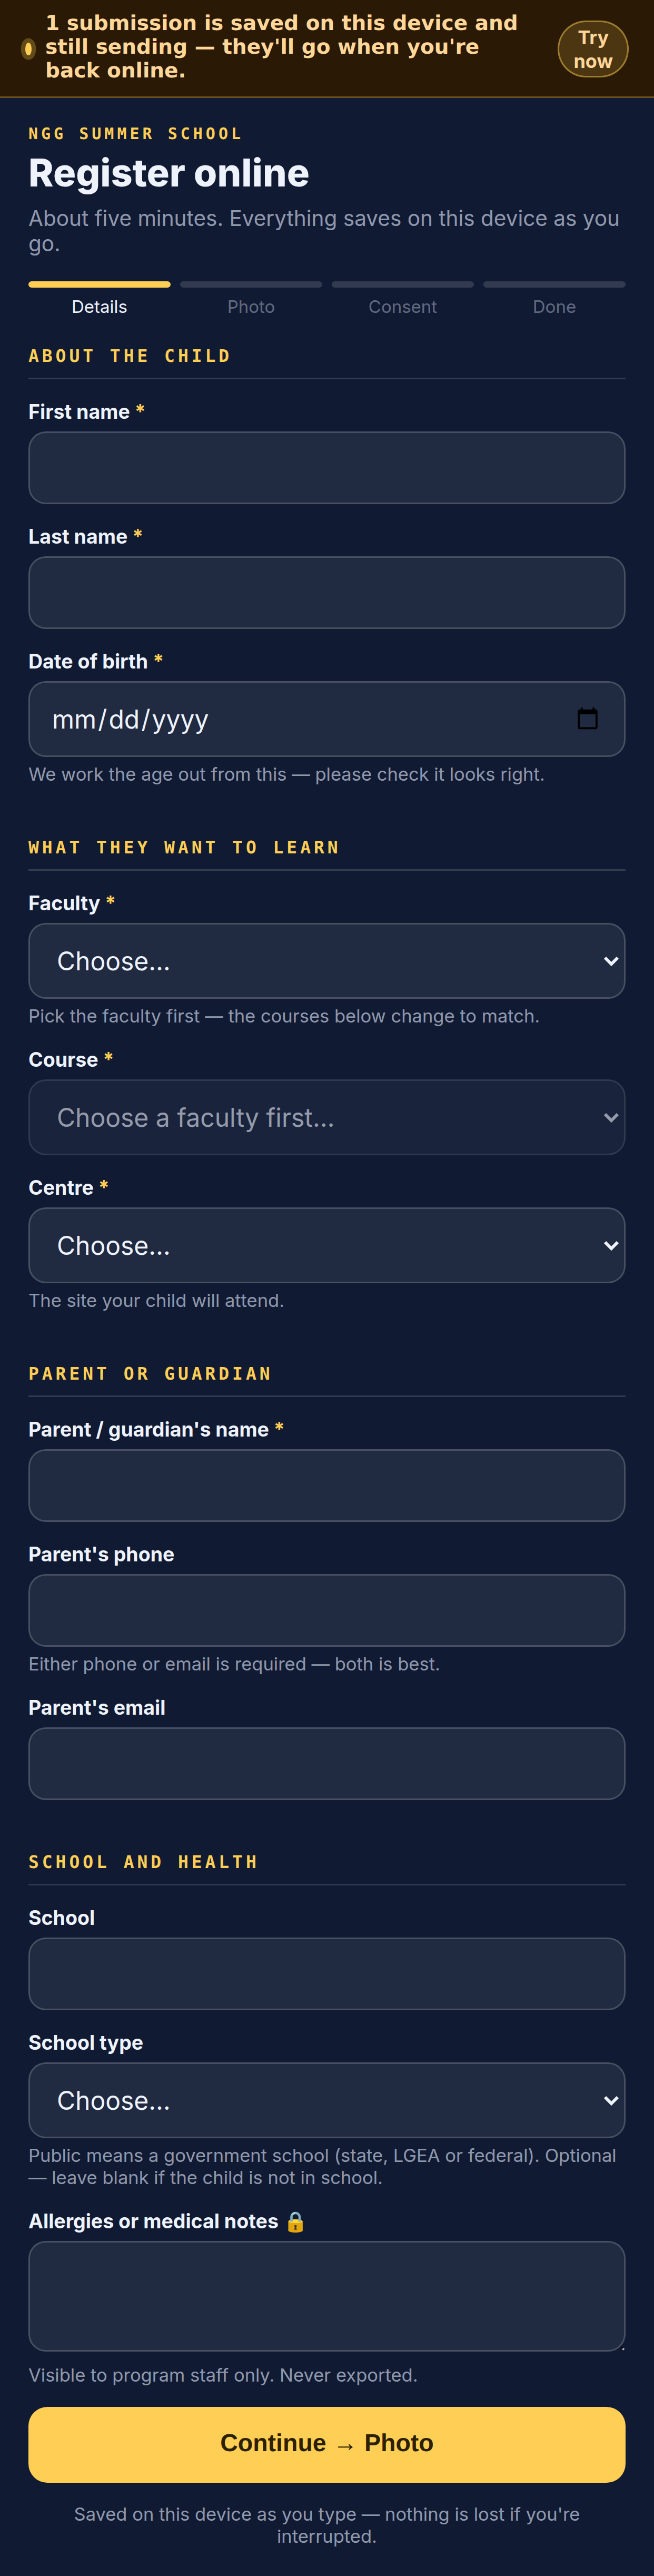 1 submission is saved on this device and
still sending — they'll go when you're
back online.
Try
now
NGG SUMMER SCHOOL
Register online
About five minutes. Everything saves on this device as you
go.
Details
Photo
Consent
Done
ABOUT THE CHILD
First name *
Last name *
Date of birth *
mm/dd/yyyy
We work the age out from this — please check it looks right.
WHAT THEY WANT TO LEARN
Faculty *
Choose...
Pick the faculty first — the courses below change to match.
Course *
Choose a faculty first...
Centre *
Choose...
The site your child will attend.
PARENT OR GUARDIAN
Parent / guardian's name *
Parent's phone
Either phone or email is required — both is best.
Parent's email
SCHOOL AND HEALTH
School
School type
Choose...
Public means a government school (state, LGEA or federal). Optional
— leave blank if the child is not in school.
Allergies or medical notes 🔒
Visible to program staff only. Never exported.
Continue → Photo
Saved on this device as you type — nothing is lost if you're
interrupted.